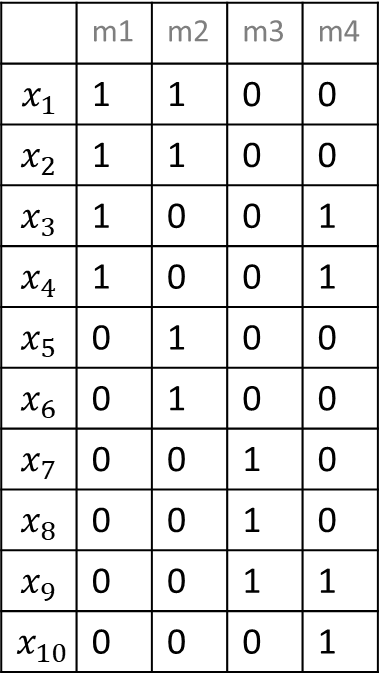 m1 m2 m3 m4
x₁ 1 1 0 0
x₂ 1 1 0 0
x₃ 1 0 0 1
x₄ 1 0 0 1
x₅ 0 1 0 0
x₆ 0 1 0 0
x₇ 0 0 1 0
x₈ 0 0 1 0
x₉ 0 0 1 1
x₁₀ 0 0 0 1